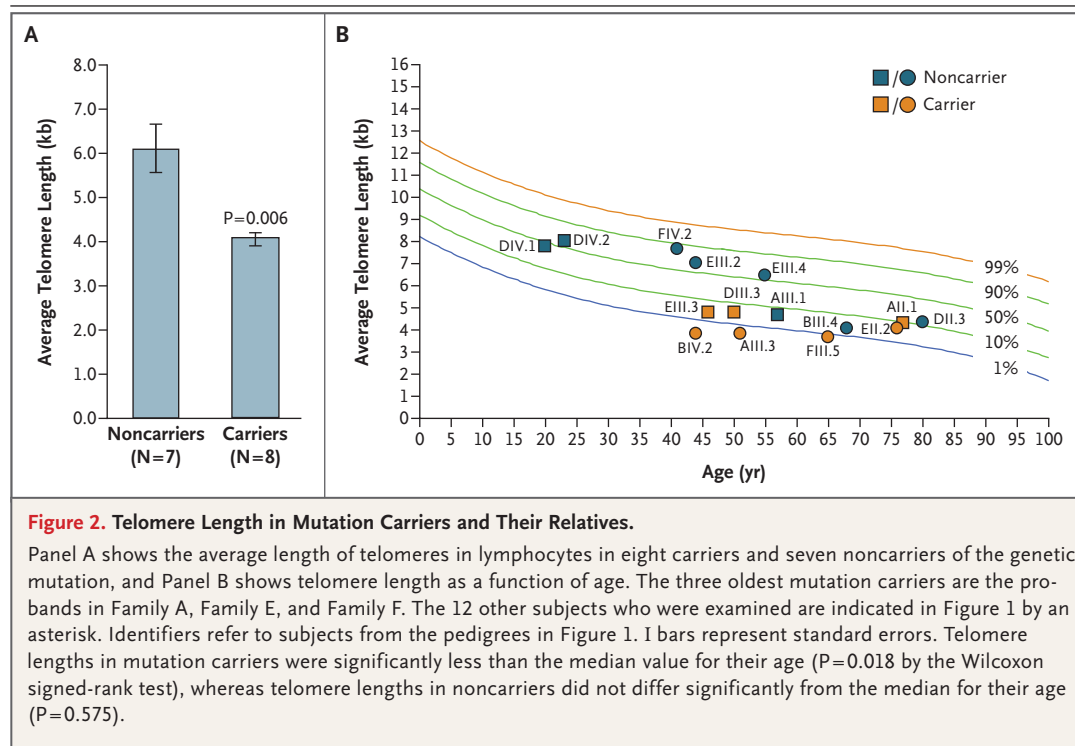 A
Average Telomere Length (kb)
8.0
7.0
6.0
5.0
4.0
3.0
2.0
1.0
0.0
P=0.006
Noncarriers
(N=7)
Carriers
(N=8)
B
Average Telomere Length (kb)
16
15
14
13
12
11
10
9
8
7
6
5
4
3
2
1
0
Noncarrier
Carrier
DIV.1
DIV.2
FIV.2
EIII.2
EIII.4
EIII.3
DIII.3
AIII.1
BIV.2
AIII.3
FIII.5
BIII.4
EII.2
AII.1
DII.3
99%
90%
50%
10%
1%
0 5 10 15 20 25 30 35 40 45 50 55 60 65 70 75 80 85 90 95 100
Age (yr)
Figure 2. Telomere Length in Mutation Carriers and Their Relatives.
Panel A shows the average length of telomeres in lymphocytes in eight carriers and seven noncarriers of the genetic
mutation, and Panel B shows telomere length as a function of age. The three oldest mutation carriers are the pro-
bands in Family A, Family E, and Family F. The 12 other subjects who were examined are indicated in Figure 1 by an
asterisk. Identifiers refer to subjects from the pedigrees in Figure 1. I bars represent standard errors. Telomere
lengths in mutation carriers were significantly less than the median value for their age (P=0.018 by the Wilcoxon
signed-rank test), whereas telomere lengths in noncarriers did not differ significantly from the median for their age
(P=0.575).